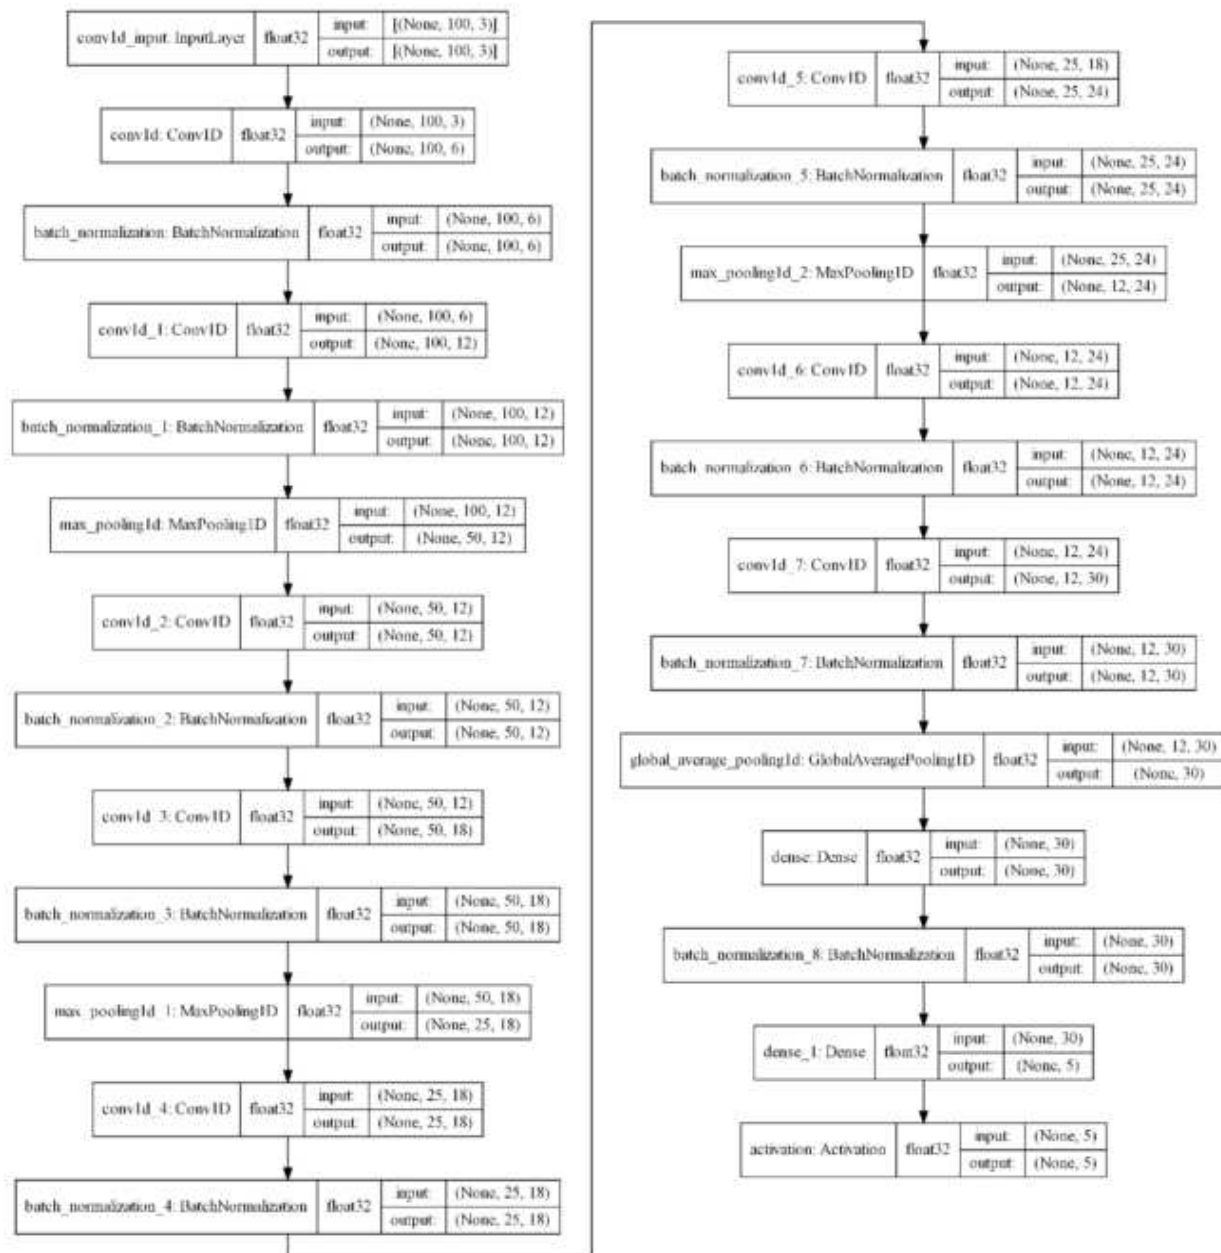 conv1d_input: InputLayer float32 input: [(None, 100, 3)]
output: [(None, 100, 3)]
conv1d: Conv1D float32 input: (None, 100, 3)
output: (None, 100, 6)
batch_normalization: BatchNormalization float32 input: (None, 100, 6)
output: (None, 100, 6)
conv1d_1: Conv1D float32 input: (None, 100, 6)
output: (None, 100, 12)
batch_normalization_1: BatchNormalization float32 input: (None, 100, 12)
output: (None, 100, 12)
max_pooling1d: MaxPooling1D float32 input: (None, 100, 12)
output: (None, 50, 12)
conv1d_2: Conv1D float32 input: (None, 50, 12)
output: (None, 50, 12)
batch_normalization_2: BatchNormalization float32 input: (None, 50, 12)
output: (None, 50, 12)
conv1d_3: Conv1D float32 input: (None, 50, 12)
output: (None, 50, 18)
batch_normalization_3: BatchNormalization float32 input: (None, 50, 18)
output: (None, 50, 18)
max_pooling1d_1: MaxPooling1D float32 input: (None, 50, 18)
output: (None, 25, 18)
conv1d_4: Conv1D float32 input: (None, 25, 18)
output: (None, 25, 18)
batch_normalization_4: BatchNormalization float32 input: (None, 25, 18)
output: (None, 25, 18)
conv1d_5: Conv1D float32 input: (None, 25, 18)
output: (None, 25, 24)
batch_normalization_5: BatchNormalization float32 input: (None, 25, 24)
output: (None, 25, 24)
max_pooling1d_2: MaxPooling1D float32 input: (None, 25, 24)
output: (None, 12, 24)
conv1d_6: Conv1D float32 input: (None, 12, 24)
output: (None, 12, 24)
batch_normalization_6: BatchNormalization float32 input: (None, 12, 24)
output: (None, 12, 24)
conv1d_7: Conv1D float32 input: (None, 12, 24)
output: (None, 12, 30)
batch_normalization_7: BatchNormalization float32 input: (None, 12, 30)
output: (None, 12, 30)
global_average_pooling1d: GlobalAveragePooling1D float32 input: (None, 12, 30)
output: (None, 30)
dense: Dense float32 input: (None, 30)
output: (None, 30)
batch_normalization_8: BatchNormalization float32 input: (None, 30)
output: (None, 30)
dense_1: Dense float32 input: (None, 30)
output: (None, 5)
activation: Activation float32 input: (None, 5)
output: (None, 5)